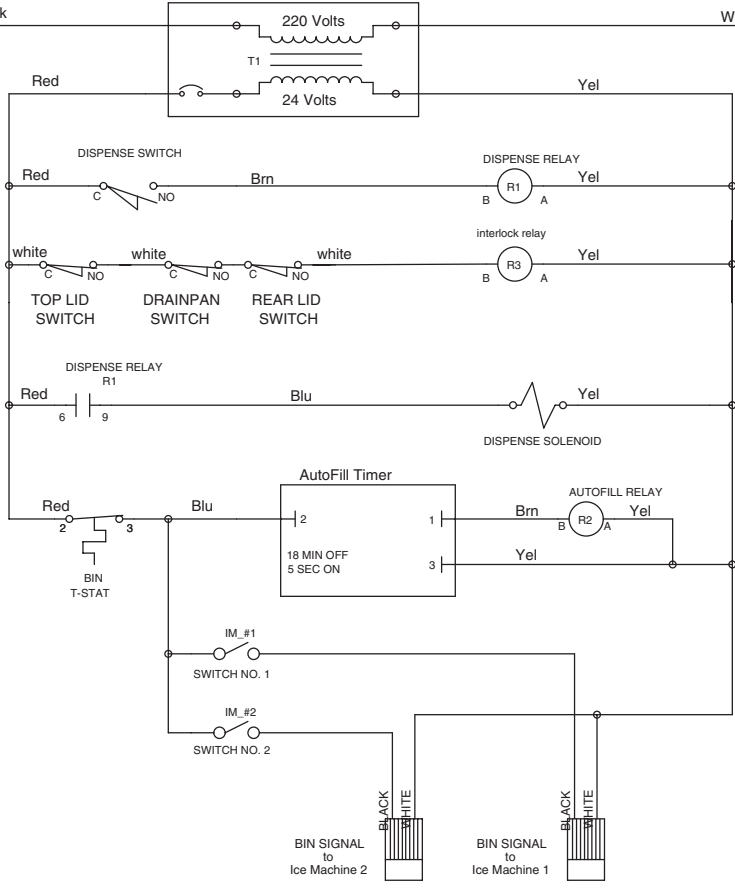 k
220 Volts
W
T1
Red
24 Volts
Yel
DISPENSE SWITCH
DISPENSE RELAY
Red
C
NO
Brn
B
R1
A
Yel
interlock relay
white
C
NO
white
C
NO
C
NO
white
B
R3
A
Yel
TOP LID
SWITCH
DRAINPAN
SWITCH
REAR LID
SWITCH
DISPENSE RELAY
R1
Red
6
9
Blu
Yel
DISPENSE SOLENOID
AutoFill Timer
AUTOFILL RELAY
Red
2
3
Blu
2
1
Brn
B
R2
A
Yel
18 MIN OFF
5 SEC ON
3
Yel
BIN
T-STAT
IM_#1
SWITCH NO. 1
IM_#2
SWITCH NO. 2
BLACK
WHITE
BLACK
WHITE
BIN SIGNAL
to
Ice Machine 2
BIN SIGNAL
to
Ice Machine 1